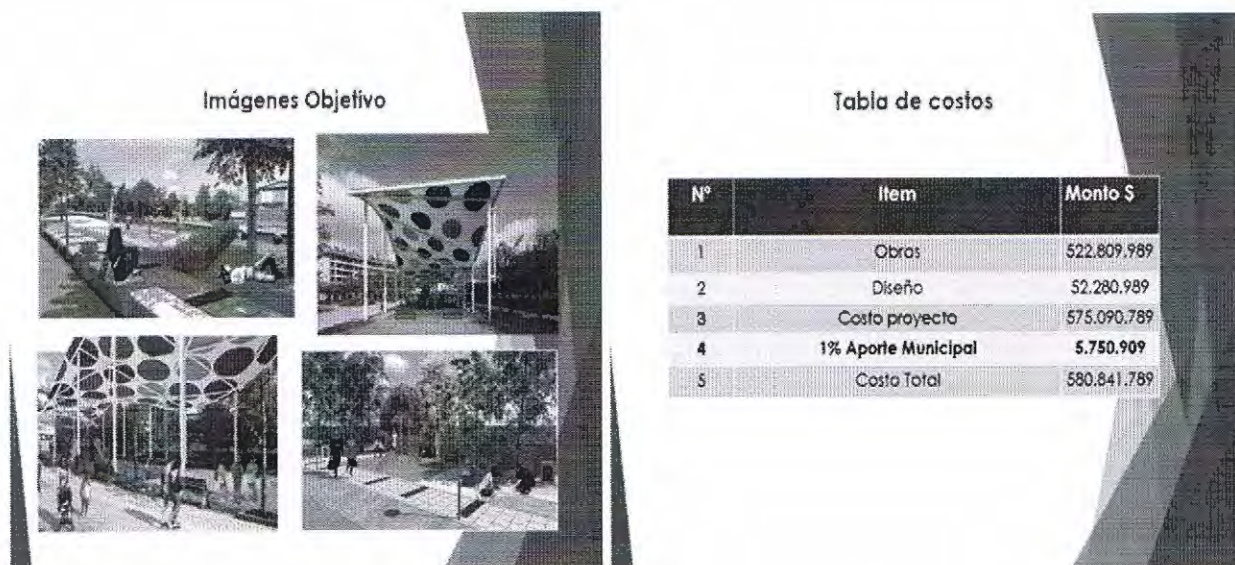 Imágenes Objetivo
Tabla de costos
Nº Item Monto $
1 Obras 522.809.989
2 Diseño 52.280.989
3 Costo proyecto 575.090.789
4 1% Aporte Municipal 5.750.909
5 Costo Total 580.841.789